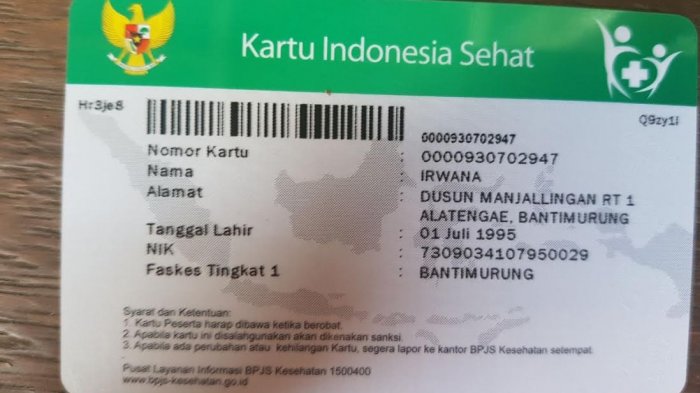 Kartu Indonesia Sehat
Hr3je8
Q9zy1l
0000930702947
Nomor Kartu : 0000930702947
Nama : IRWANA
Alamat : DUSUN MANJALLINGAN RT 1
ALATENGAE, BANTIMURUNG
Tanggal Lahir : 01 Juli 1995
NIK : 7309034107950029
Faskes Tingkat 1 : BANTIMURUNG
Syarat dan Ketentuan:
1. Kartu Peserta harap dibawa ketika berobat.
2. Apabila kartu ini disalahgunakan akan dikenakan sanksi.
3. Apabila ada perubahan atau kehilangan Kartu, segera lapor ke kantor BPJS Kesehatan setempat.
Pusat Layanan Informasi BPJS Kesehatan 1500400
www.bpjs-kesehatan.go.id